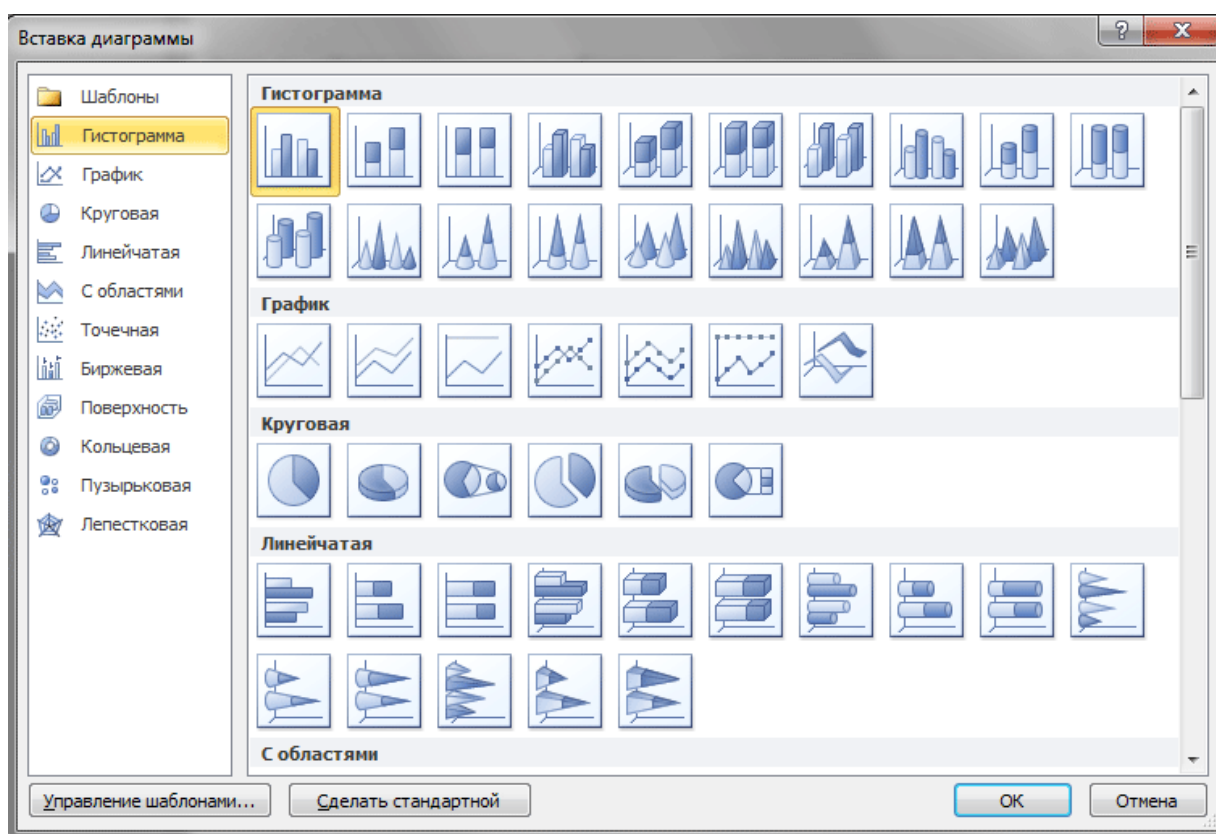 Вставка диаграммы
Шаблоны
Гистограмма
График
Круговая
Линейчатая
С областями
Точечная
Биржевая
Поверхность
Кольцевая
Пузырьковая
Лепестковая
Гистограмма
График
Круговая
Линейчатая
С областями
Управление шаблонами...
Сделать стандартной
ОК
Отмена